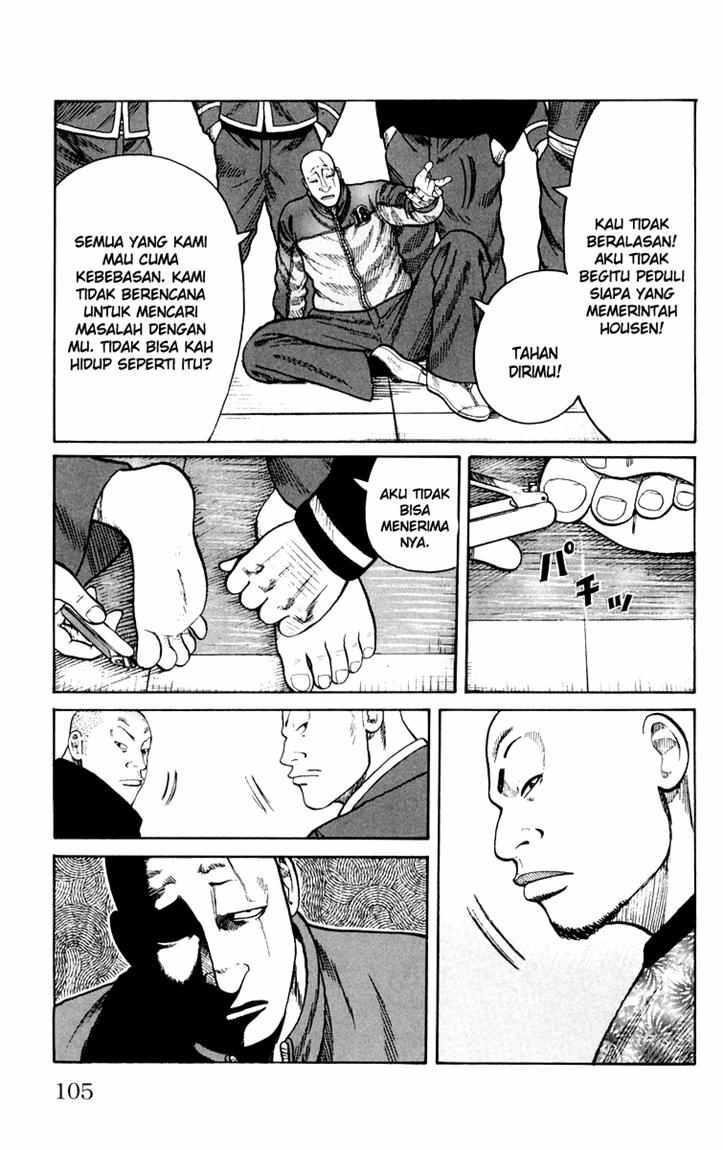 KAU TIDAK
BERALASAN!
AKU TIDAK
BEGITU PEDULI
SIAPA YANG
MEMERINTAH
HOUSEN!
TAHAN
DIRIMU!
SEMUA YANG KAMI
MAU CUMA
KEBEBASAN. KAMI
TIDAK BERENCANA
UNTUK MENCARI
MASALAH DENGAN
MU. TIDAK BISA KAH
HIDUP SEPERTI ITU?
パチッ
AKU TIDAK
BISA
MENERIMA
NYA.
105